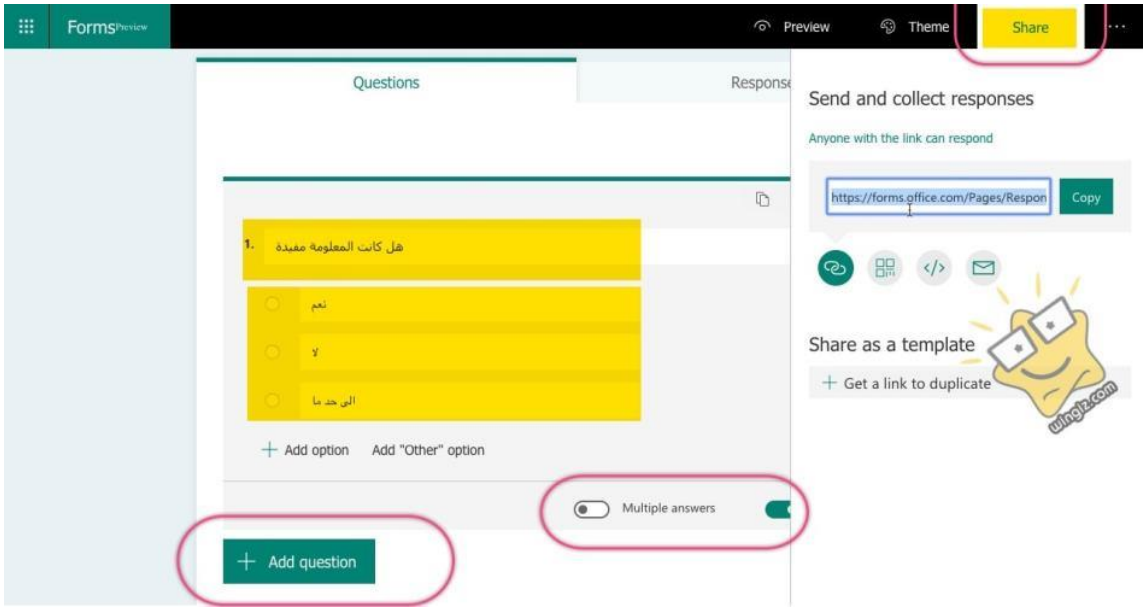 Forms Preview
Preview
Theme
Share
Questions
Response
Send and collect responses
Anyone with the link can respond
https://forms.office.com/Pages/Respon
Copy
1. هل كانت المعلومة مفيدة
نعم
لا
الى حد ما
Add option
Add "Other" option
Multiple answers
Add question
Share as a template
Get a link to duplicate
wingiz.com